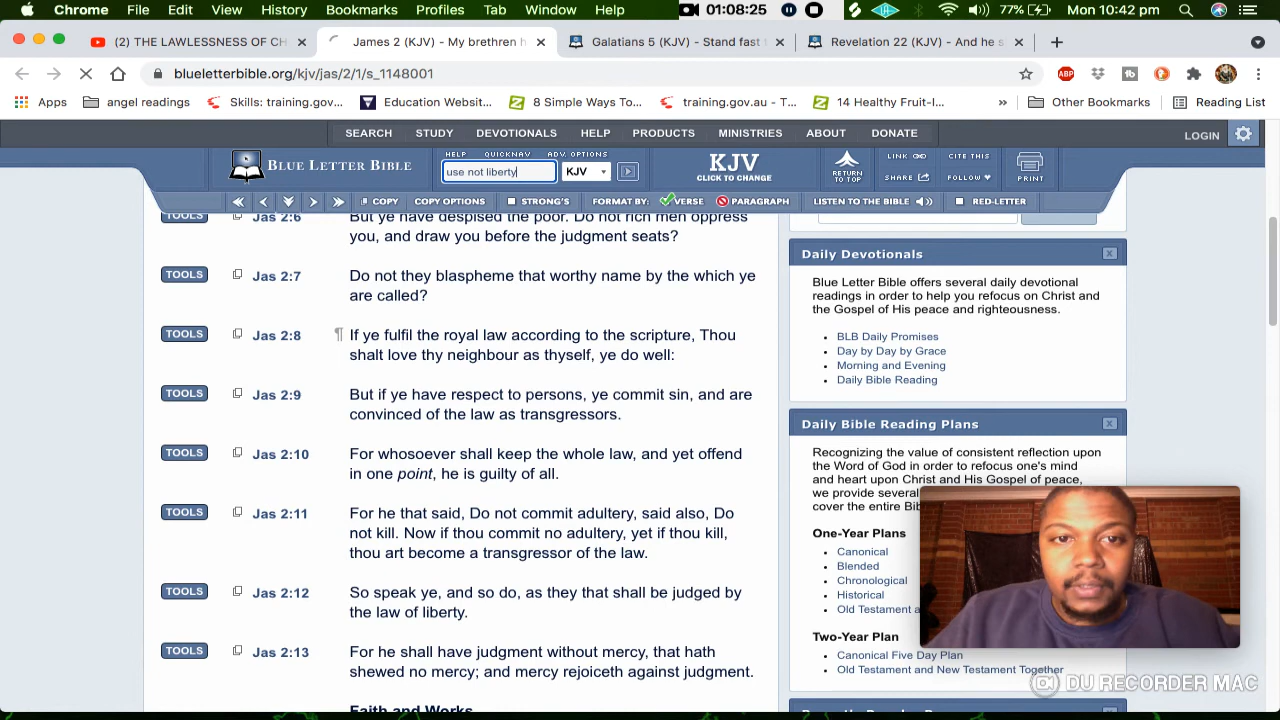 Chrome File Edit View History Bookmarks Profiles Tab Window Help 01:08:25 77% Mon 10:42 pm
(2) THE LAWLESSNESS OF CH James 2 (KJV) - My brethren h Galatians 5 (KJV) - Stand fast t Revelation 22 (KJV) - And he s
blueletterbible.org/kjv/jas/2/1/s_1148001 ABP
Apps angel readings Skills: training.gov... Education Websit... 8 Simple Ways To... training.gov.au - T... 14 Healthy Fruit-I... » Other Bookmarks Reading List
SEARCH STUDY DEVOTIONALS HELP PRODUCTS MINISTRIES ABOUT DONATE LOGIN
BLUE LETTER BIBLE
HELP QUICKNAV ADV. OPTIONS
use not liberty KJV
KJV
CLICK TO CHANGE
RETURN TO TOP
LINK CITE THIS
SHARE FOLLOW
PRINT
COPY COPY OPTIONS STRONG'S FORMAT BY: VERSE PARAGRAPH LISTEN TO THE BIBLE RED-LETTER
Jas 2:6 But ye have despised the poor. Do not rich men oppress
you, and draw you before the judgment seats?
TOOLS Jas 2:7 Do not they blaspheme that worthy name by the which ye
are called?
TOOLS Jas 2:8 ¶ If ye fulfil the royal law according to the scripture, Thou
shalt love thy neighbour as thyself, ye do well:
TOOLS Jas 2:9 But if ye have respect to persons, ye commit sin, and are
convinced of the law as transgressors.
TOOLS Jas 2:10 For whosoever shall keep the whole law, and yet offend
in one point, he is guilty of all.
TOOLS Jas 2:11 For he that said, Do not commit adultery, said also, Do
not kill. Now if thou commit no adultery, yet if thou kill,
thou art become a transgressor of the law.
TOOLS Jas 2:12 So speak ye, and so do, as they that shall be judged by
the law of liberty.
TOOLS Jas 2:13 For he shall have judgment without mercy, that hath
shewed no mercy; and mercy rejoiceth against judgment.
Faith and Works
Daily Devotionals
Blue Letter Bible offers several daily devotional
readings in order to help you refocus on Christ and
the Gospel of His peace and righteousness.
BLB Daily Promises
Day by Day by Grace
Morning and Evening
Daily Bible Reading
Daily Bible Reading Plans
Recognizing the value of consistent reflection upon
the Word of God in order to refocus one's mind
and heart upon Christ and His Gospel of peace,
we provide several
cover the entire Bib
One-Year Plans
Canonical
Blended
Chronological
Historical
Old Testament a
Two-Year Plan
Canonical Five Day Plan
Old Testament and New Testament Together
DU RECORDER MAC